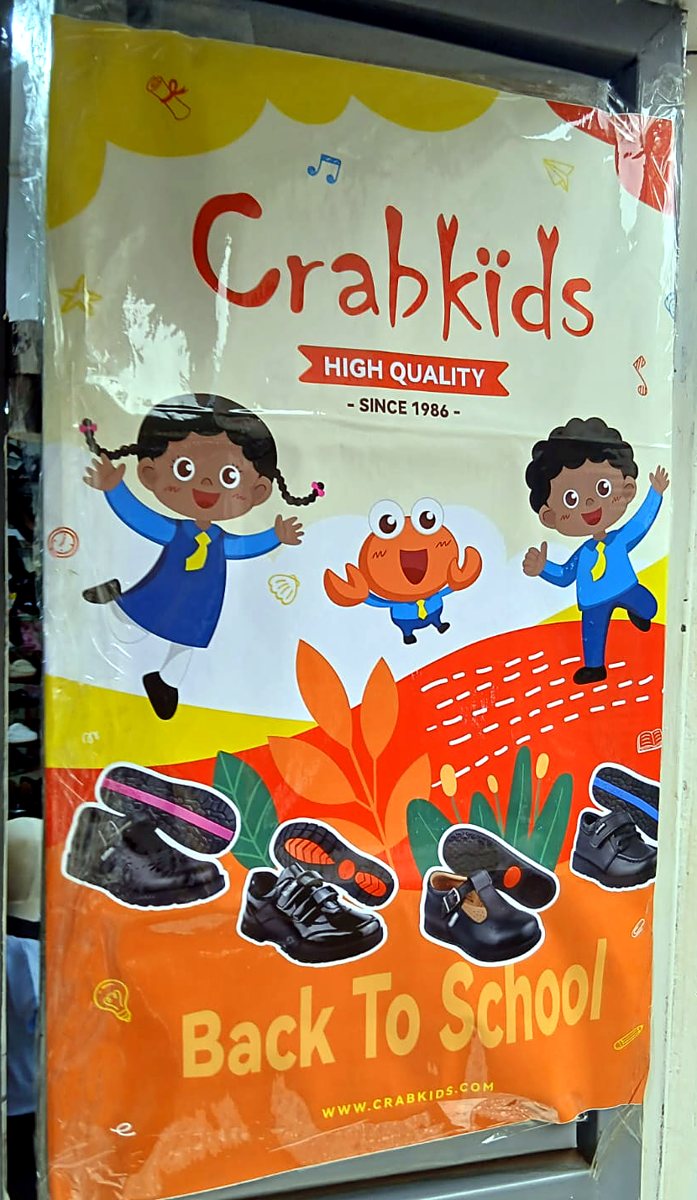 Crabkïds
HIGH QUALITY
- SINCE 1986 -
Back To School
WWW.CRABKIDS.COM